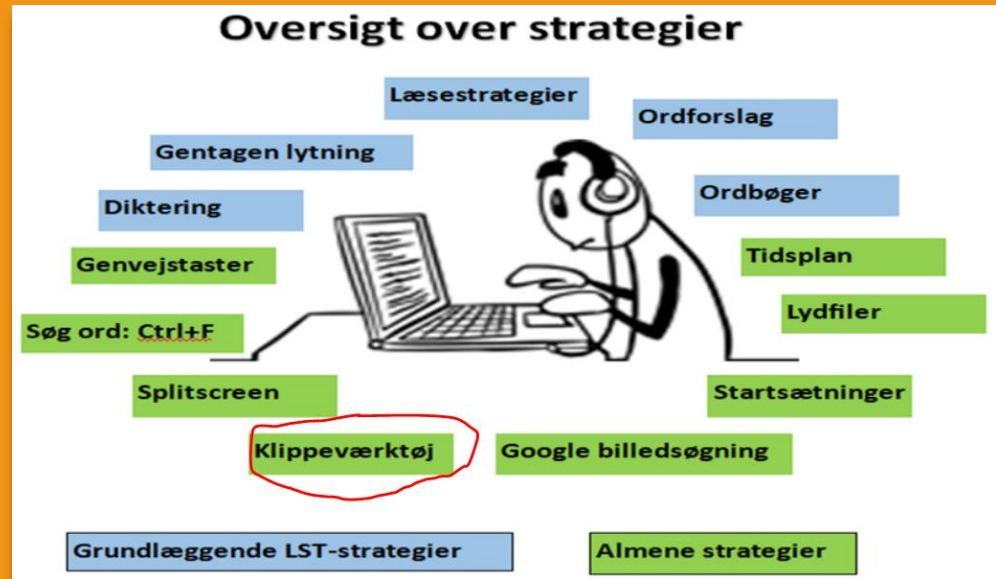 Oversigt over strategier
Læsestrategier
Ordforslag
Gentagen lytning
Ordbøger
Diktering
Tidsplan
Genvejstaster
Lydfiler
Søg ord: Ctrl+F
Splitscreen
Startsætninger
Klippeværktøj
Google billedsøgning
Grundlæggende LST-strategier
Almene strategier